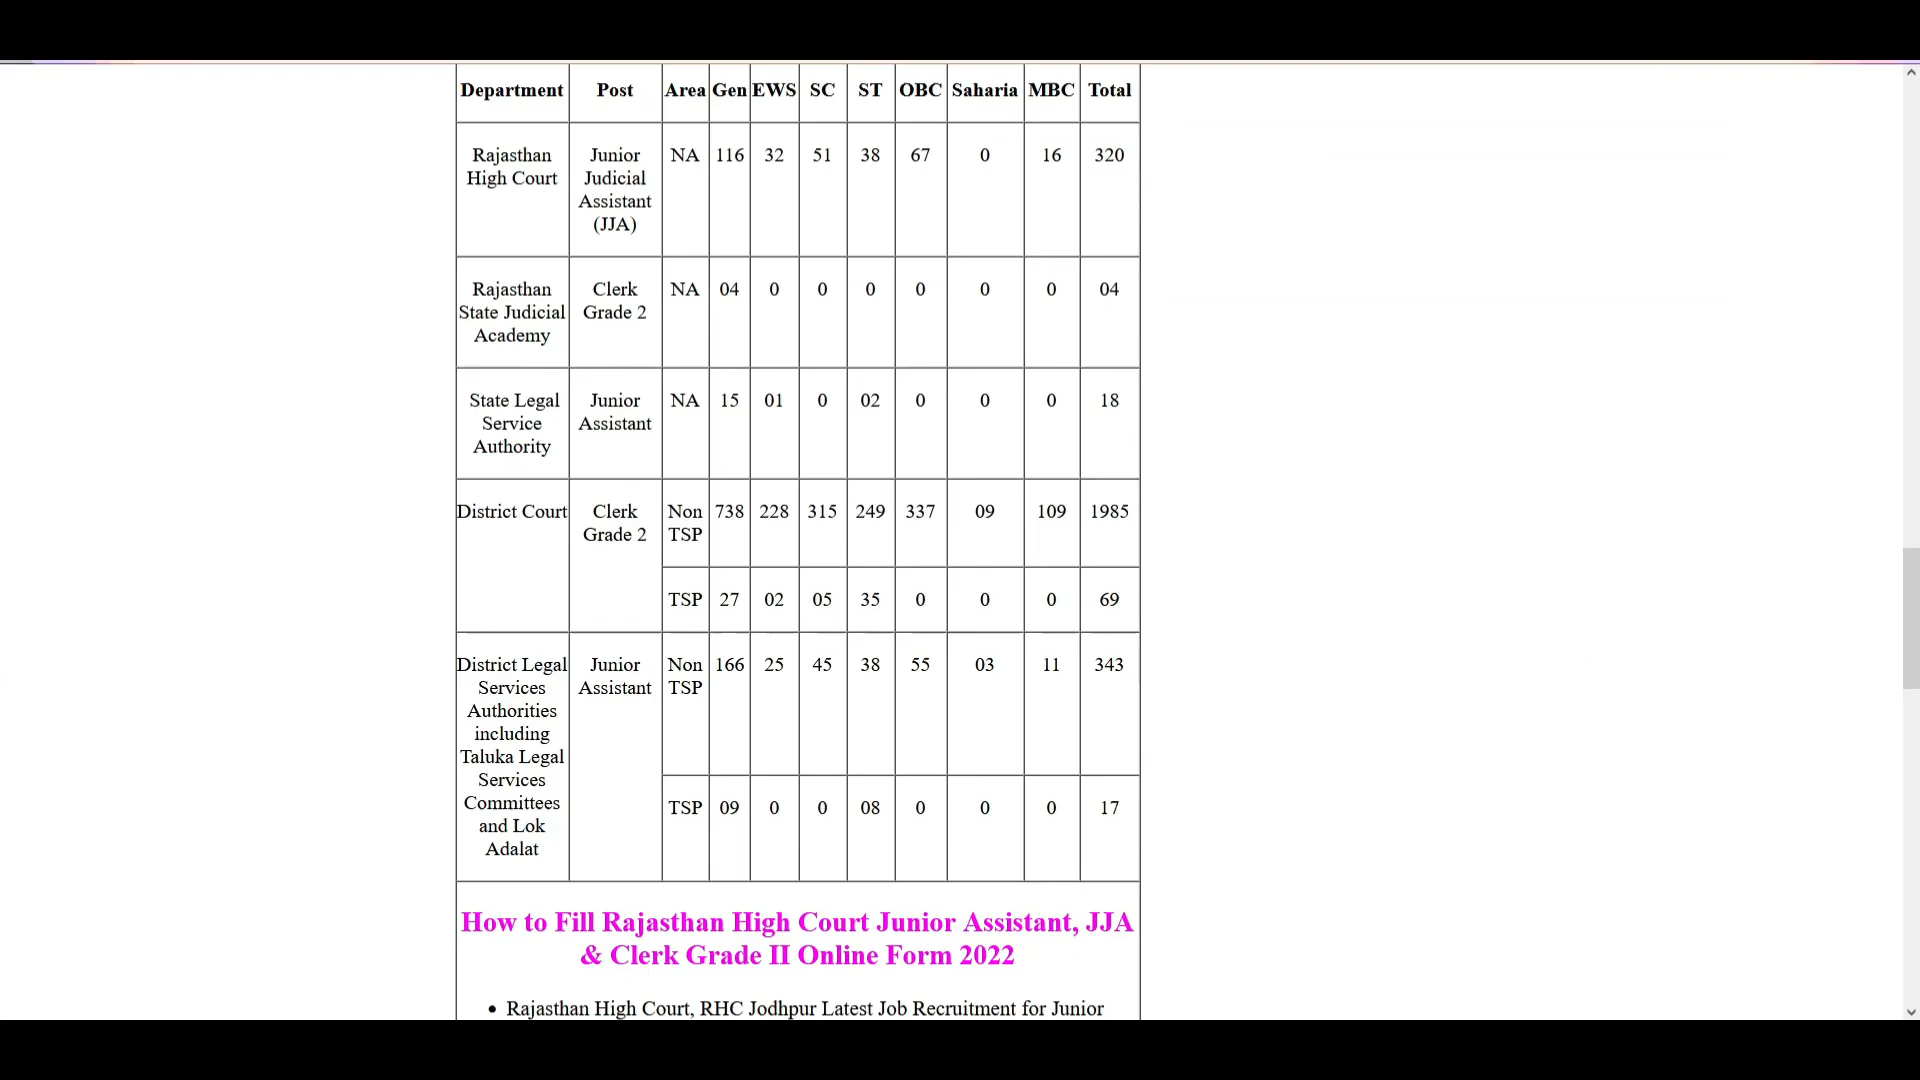 Department Post Area Gen EWS SC ST OBC Saharia MBC Total
Rajasthan High Court Junior Judicial Assistant (JJA) NA 116 32 51 38 67 0 16 320
Rajasthan State Judicial Academy Clerk Grade 2 NA 04 0 0 0 0 0 0 04
State Legal Service Authority Junior Assistant NA 15 01 0 02 0 0 0 18
District Court Clerk Grade 2 Non TSP 738 228 315 249 337 09 109 1985
TSP 27 02 05 35 0 0 0 69
District Legal Services Authorities including Taluka Legal Services Committees and Lok Adalat Junior Assistant Non TSP 166 25 45 38 55 03 11 343
TSP 09 0 0 08 0 0 0 17
How to Fill Rajasthan High Court Junior Assistant, JJA
& Clerk Grade II Online Form 2022
• Rajasthan High Court, RHC Jodhpur Latest Job Recruitment for Junior